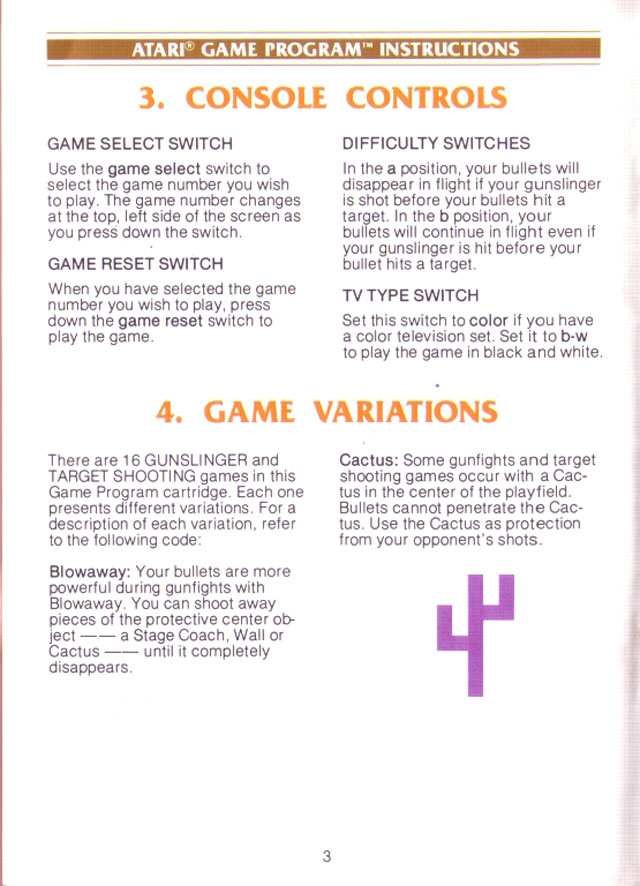 ATARI® GAME PROGRAM™ INSTRUCTIONS
3. CONSOLE CONTROLS
GAME SELECT SWITCH
Use the game select switch to
select the game number you wish
to play. The game number changes
at the top, left side of the screen as
you press down the switch.
GAME RESET SWITCH
When you have selected the game
number you wish to play, press
down the game reset switch to
play the game.
DIFFICULTY SWITCHES
In the a position, your bullets will
disappear in flight if your gunslinger
is shot before your bullets hit a
target. In the b position, your
bullets will continue in flight even if
your gunslinger is hit before your
bullet hits a target.
TV TYPE SWITCH
Set this switch to color if you have
a color television set. Set it to b-w
to play the game in black and white.
4. GAME VARIATIONS
There are 16 GUNSLINGER and
TARGET SHOOTING games in this
Game Program cartridge. Each one
presents different variations. For a
description of each variation, refer
to the following code:
Blowaway: Your bullets are more
powerful during gunfights with
Blowaway. You can shoot away
pieces of the protective center ob-
ject —— a Stage Coach, Wall or
Cactus —— until it completely
disappears.
Cactus: Some gunfights and target
shooting games occur with a Cac-
tus in the center of the playfield.
Bullets cannot penetrate the Cac-
tus. Use the Cactus as protection
from your opponent's shots.
3